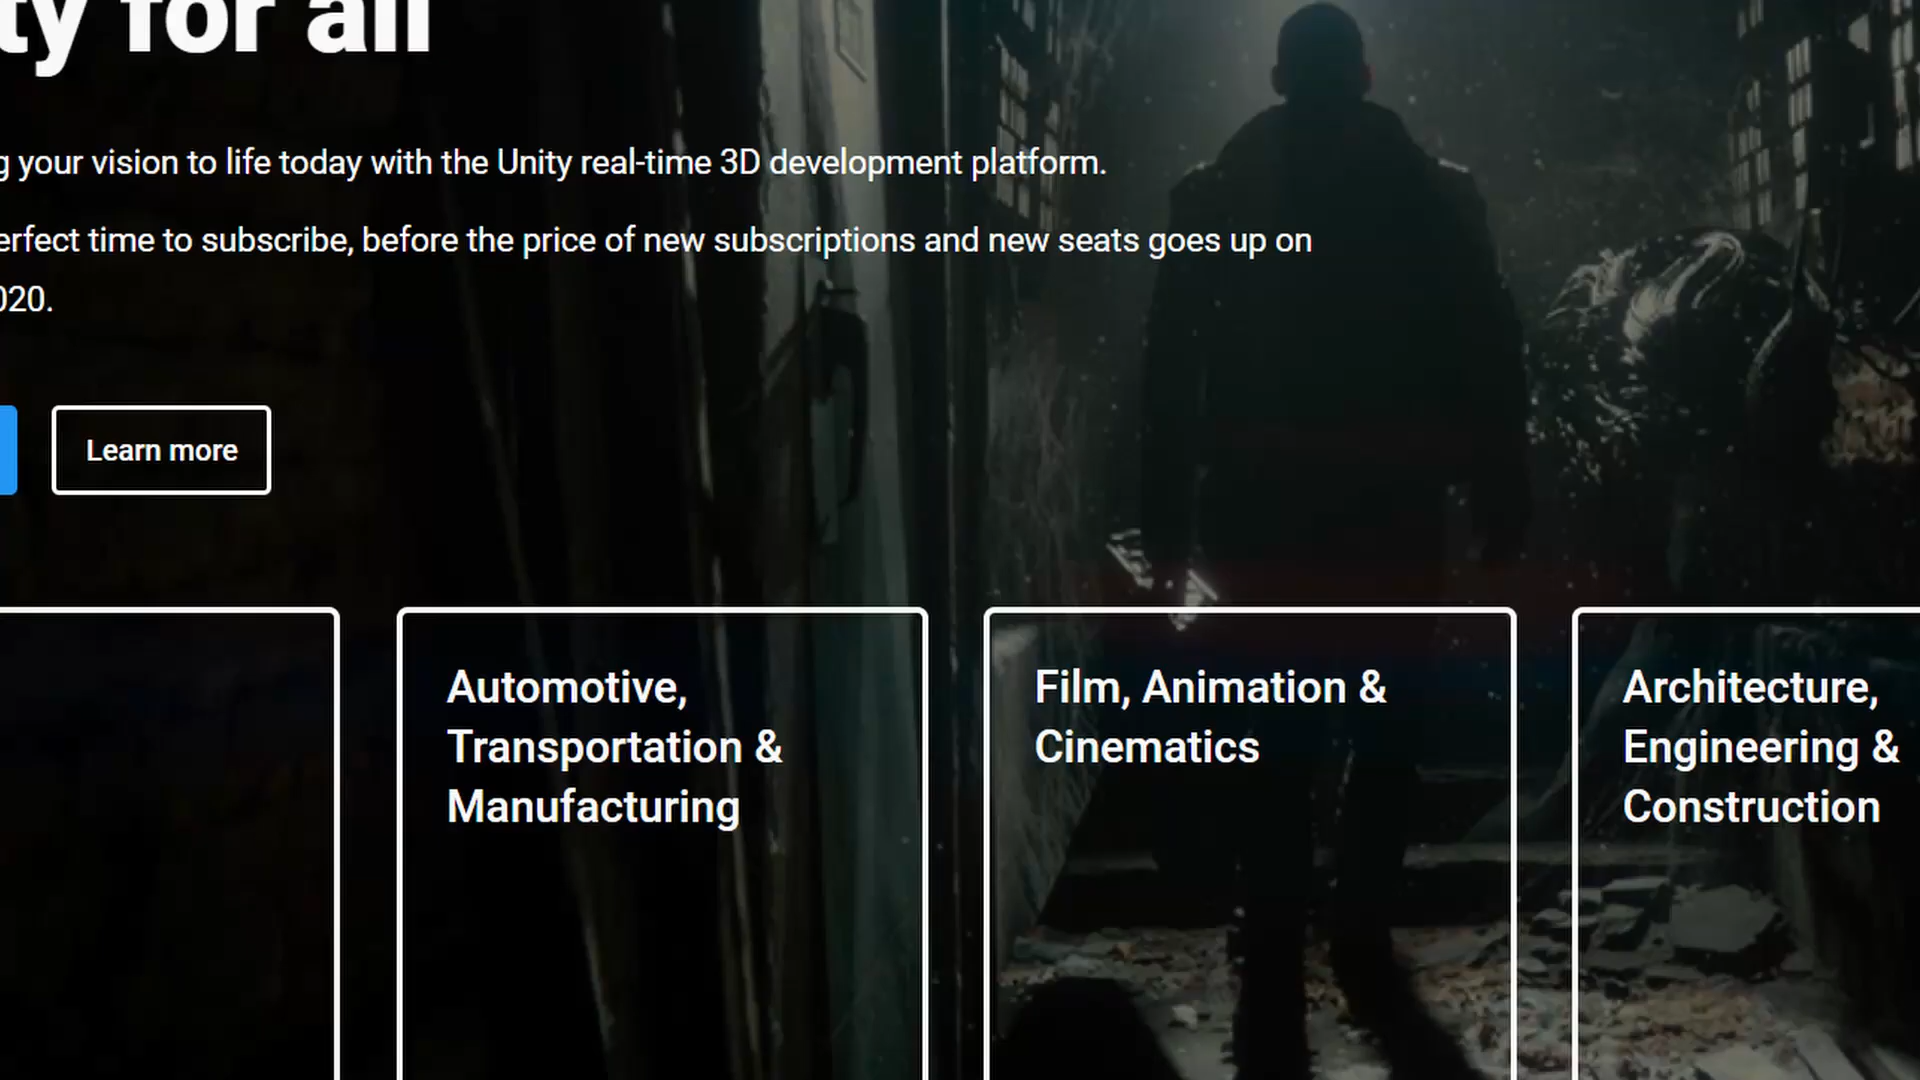 ty for all
g your vision to life today with the Unity real-time 3D development platform.
erfect time to subscribe, before the price of new subscriptions and new seats goes up on
020.
Learn more
Automotive,
Transportation &
Manufacturing
Film, Animation &
Cinematics
Architecture,
Engineering &
Construction